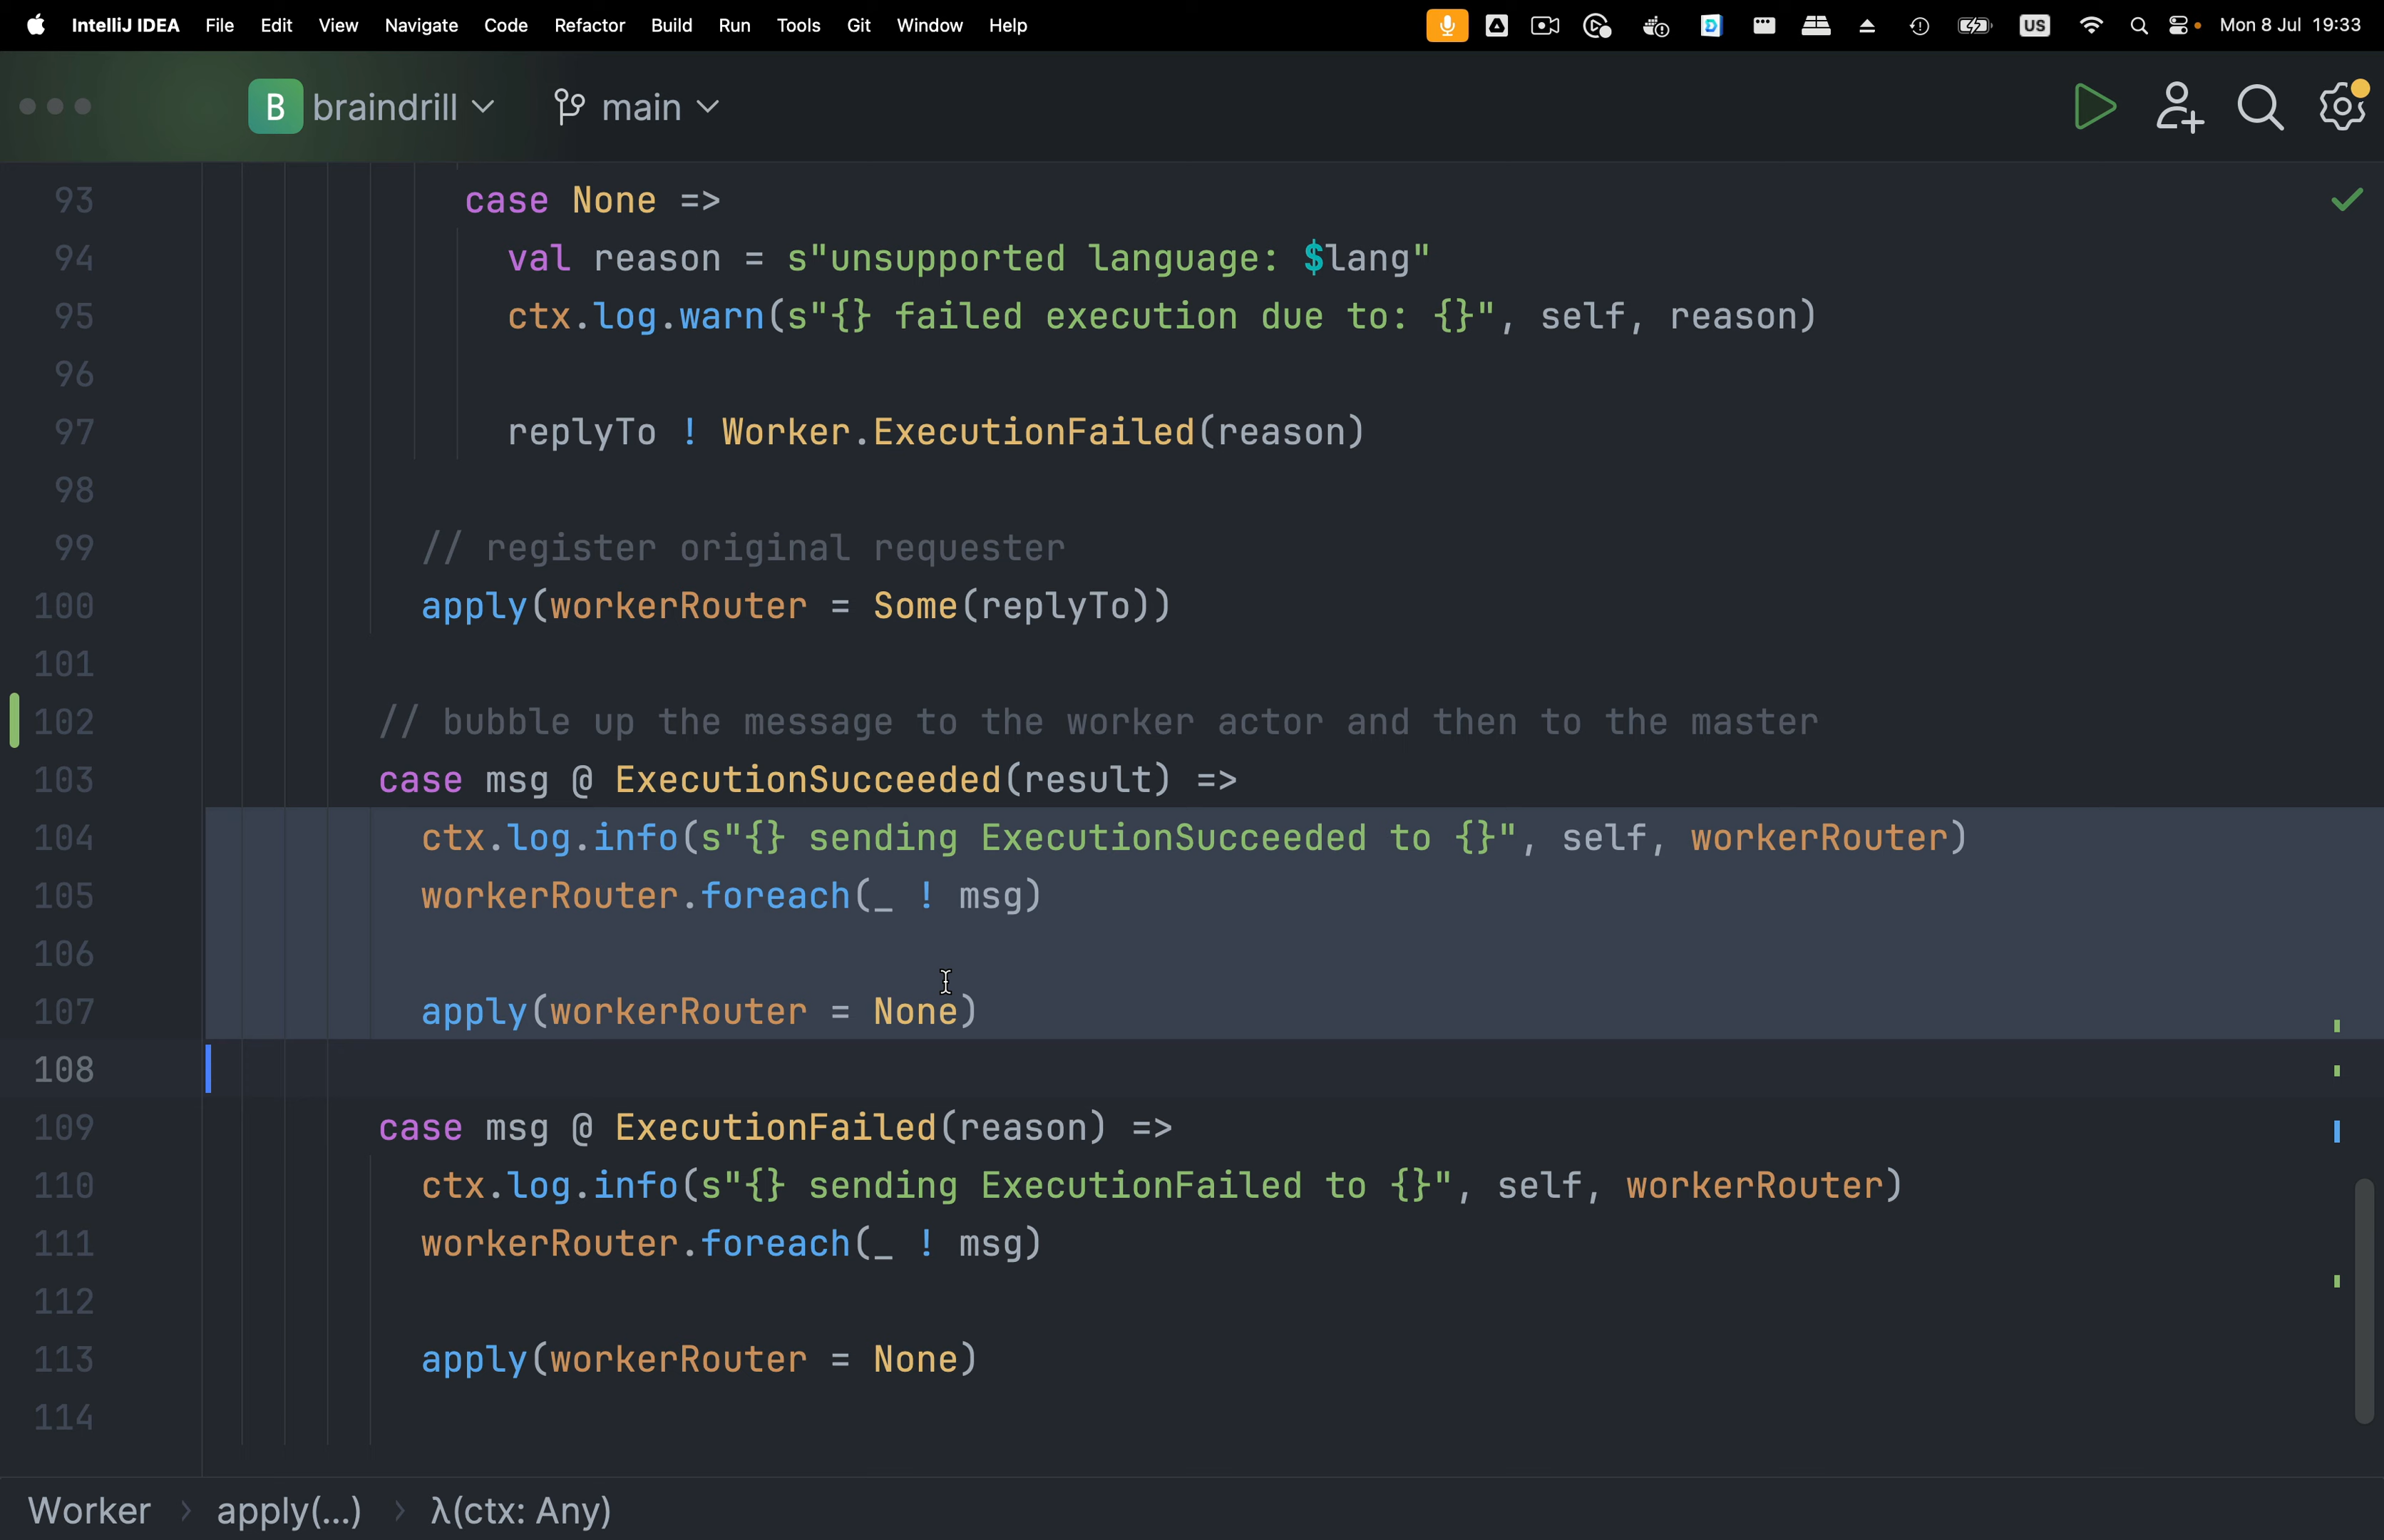 IntelliJ IDEA File Edit View Navigate Code Refactor Build Run Tools Git Window Help US Mon 8 Jul 19:33
B braindrill main
93 case None =>
94 val reason = s"unsupported language: $lang"
95 ctx.log.warn(s"{} failed execution due to: {}", self, reason)
96
97 replyTo ! Worker.ExecutionFailed(reason)
98
99 // register original requester
100 apply(workerRouter = Some(replyTo))
101
102 // bubble up the message to the worker actor and then to the master
103 case msg @ ExecutionSucceeded(result) =>
104 ctx.log.info(s"{} sending ExecutionSucceeded to {}", self, workerRouter)
105 workerRouter.foreach(_ ! msg)
106
107 apply(workerRouter = None)
108
109 case msg @ ExecutionFailed(reason) =>
110 ctx.log.info(s"{} sending ExecutionFailed to {}", self, workerRouter)
111 workerRouter.foreach(_ ! msg)
112
113 apply(workerRouter = None)
114
Worker > apply(...) > λ(ctx: Any)